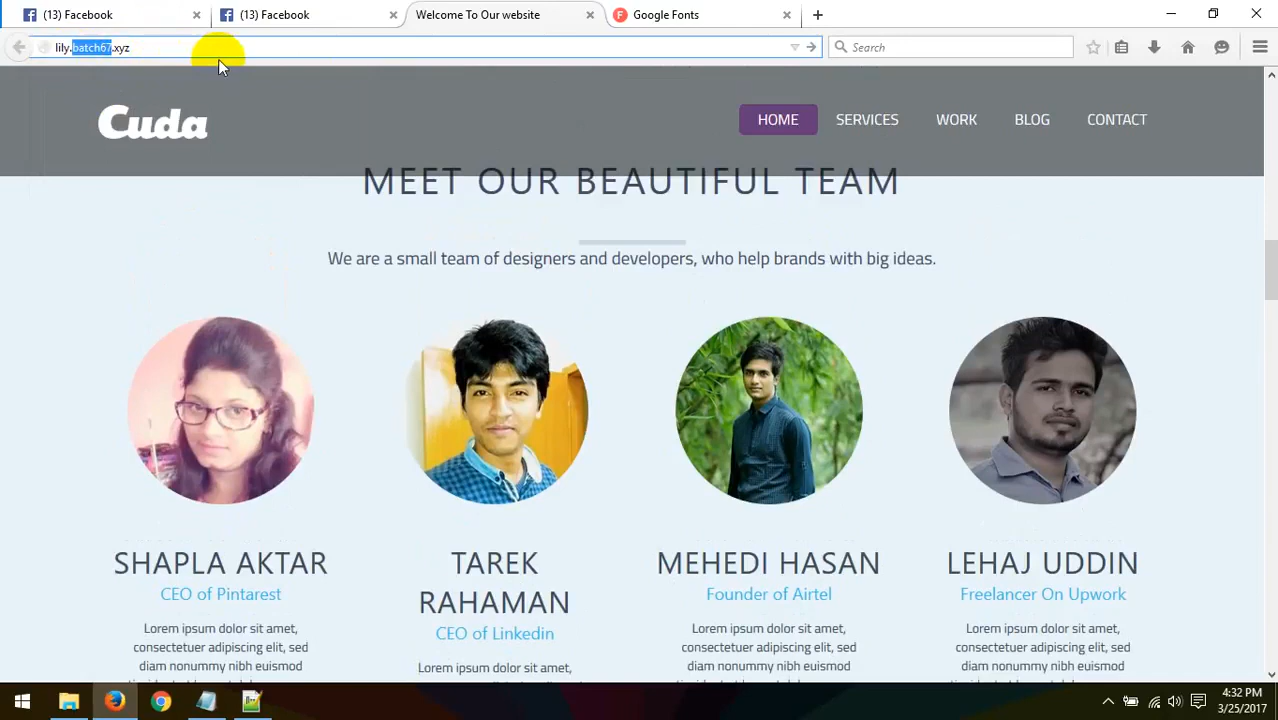 (13) Facebook
(13) Facebook
Welcome To Our website
Google Fonts
lily.batch67.xyz
Search
Cuda
HOME
SERVICES
WORK
BLOG
CONTACT
MEET OUR BEAUTIFUL TEAM
We are a small team of designers and developers, who help brands with big ideas.
SHAPLA AKTAR
CEO of Pintarest
Lorem ipsum dolor sit amet,
consectetuer adipiscing elit, sed
diam nonummy nibh euismod
TAREK
RAHAMAN
CEO of Linkedin
Lorem ipsum dolor sit amet,
MEHEDI HASAN
Founder of Airtel
Lorem ipsum dolor sit amet,
consectetuer adipiscing elit, sed
diam nonummy nibh euismod
LEHAJ UDDIN
Freelancer On Upwork
Lorem ipsum dolor sit amet,
consectetuer adipiscing elit, sed
diam nonummy nibh euismod
4:32 PM
3/25/2017